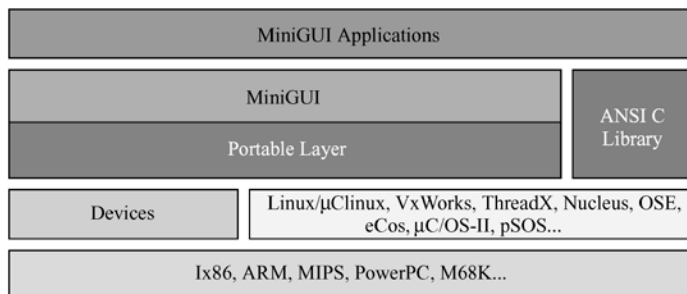 MiniGUI Applications
MiniGUI
Portable Layer
ANSI C
Library
Devices
Linux/μClinux, VxWorks, ThreadX, Nucleus, OSE,
eCos, μC/OS-II, pSOS...
Ix86, ARM, MIPS, PowerPC, M68K...